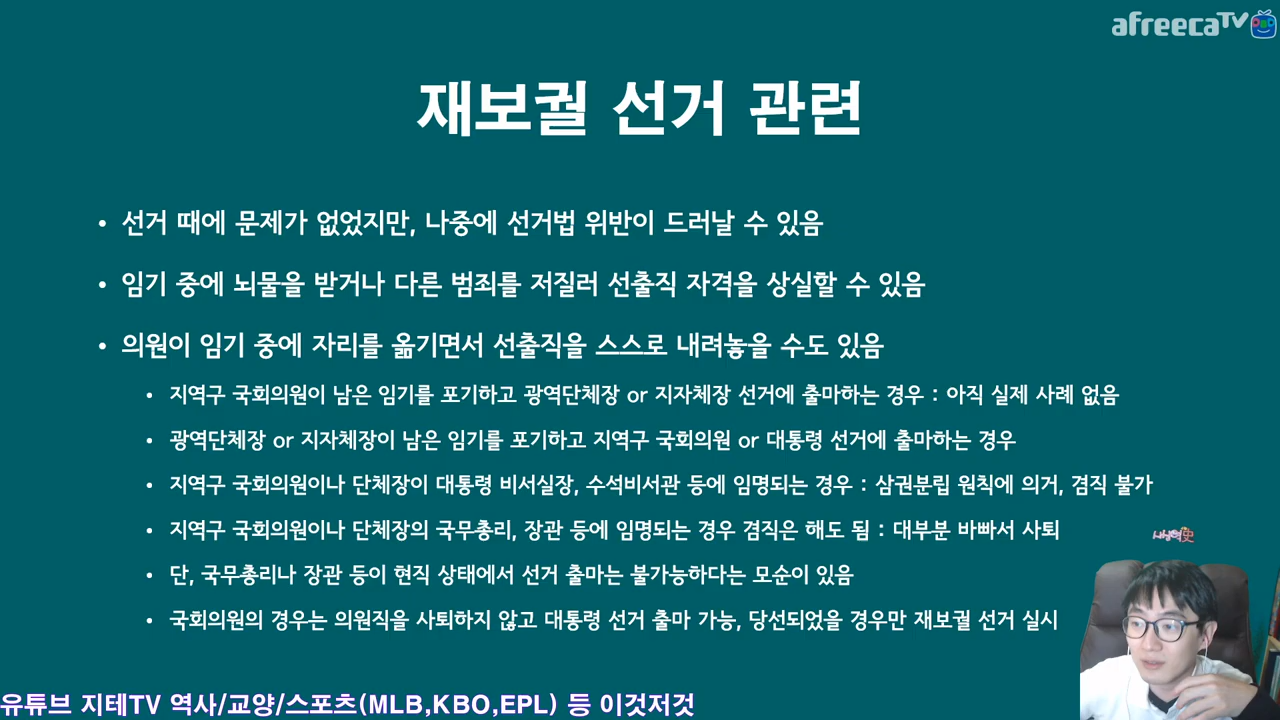 afreecaTV
재보궐 선거 관련
• 선거 때에 문제가 없었지만, 나중에 선거법 위반이 드러날 수 있음
• 임기 중에 뇌물을 받거나 다른 범죄를 저질러 선출직 자격을 상실할 수 있음
• 의원이 임기 중에 자리를 옮기면서 선출직을 스스로 내려놓을 수도 있음
• 지역구 국회의원이 남은 임기를 포기하고 광역단체장 or 지자체장 선거에 출마하는 경우 : 아직 실제 사례 없음
• 광역단체장 or 지자체장이 남은 임기를 포기하고 지역구 국회의원 or 대통령 선거에 출마하는 경우
• 지역구 국회의원이나 단체장이 대통령 비서실장, 수석비서관 등에 임명되는 경우 : 삼권분립 원칙에 의거, 겸직 불가
• 지역구 국회의원이나 단체장의 국무총리, 장관 등에 임명되는 경우 겸직은 해도 됨 : 대부분 바빠서 사퇴
• 단, 국무총리나 장관 등이 현직 상태에서 선거 출마는 불가능하다는 모순이 있음
• 국회의원의 경우는 의원직을 사퇴하지 않고 대통령 선거 출마 가능, 당선되었을 경우만 재보궐 선거 실시
유튜브 지테TV 역사/교양/스포츠(MLB,KBO,EPL) 등 이것저것